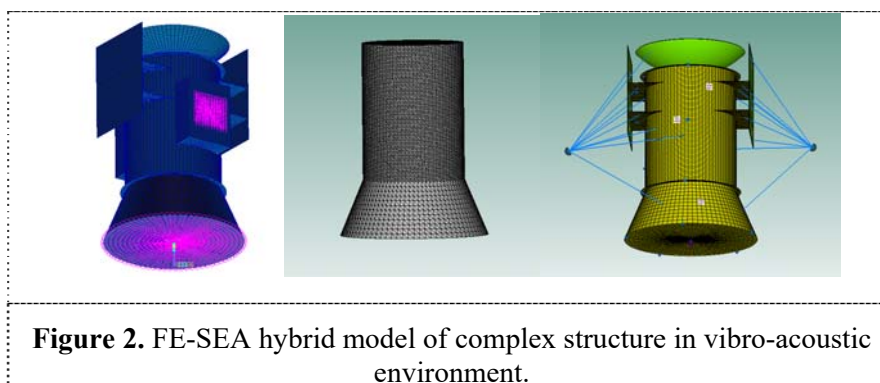 Figure 2. FE-SEA hybrid model of complex structure in vibro-acoustic
environment.